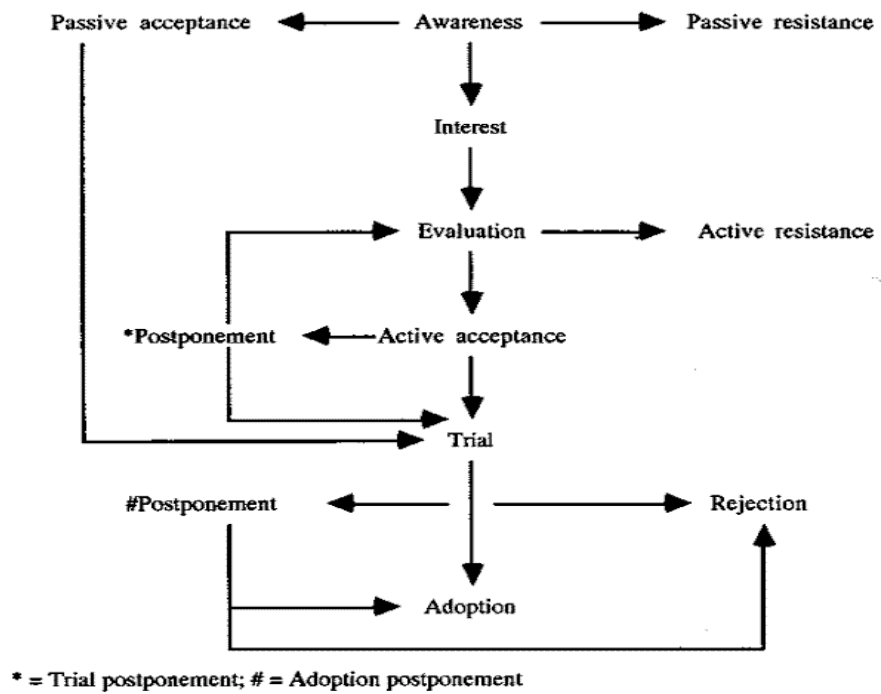 Passive acceptance Awareness Passive resistance
Interest
Evaluation Active resistance
*Postponement Active acceptance
Trial
#Postponement Rejection
Adoption
* = Trial postponement; # = Adoption postponement